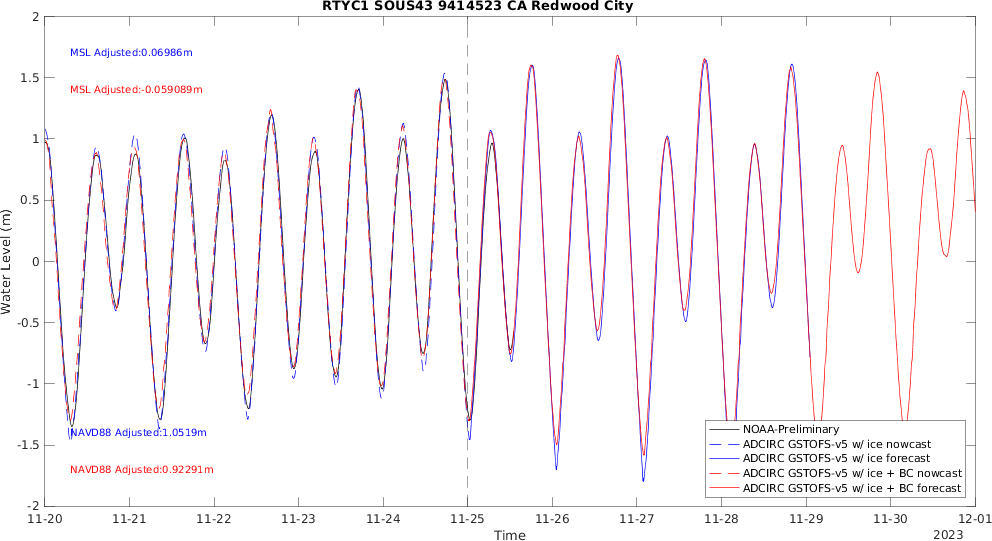 RTYC1 SOUS43 9414523 CA Redwood City
2
1.5
1
0.5
0
-0.5
-1
-1.5
-2
Water Level (m)
MSL Adjusted:0.06986m
MSL Adjusted:-0.059089m
NAVD88 Adjusted:1.0519m
NAVD88 Adjusted:0.92291m
NOAA-Preliminary
ADCIRC GSTOFS-v5 w/ ice nowcast
ADCIRC GSTOFS-v5 w/ ice forecast
ADCIRC GSTOFS-v5 w/ ice + BC nowcast
ADCIRC GSTOFS-v5 w/ ice + BC forecast
11-20 11-21 11-22 11-23 11-24 11-25 11-26 11-27 11-28 11-29 11-30 12-01
Time
2023